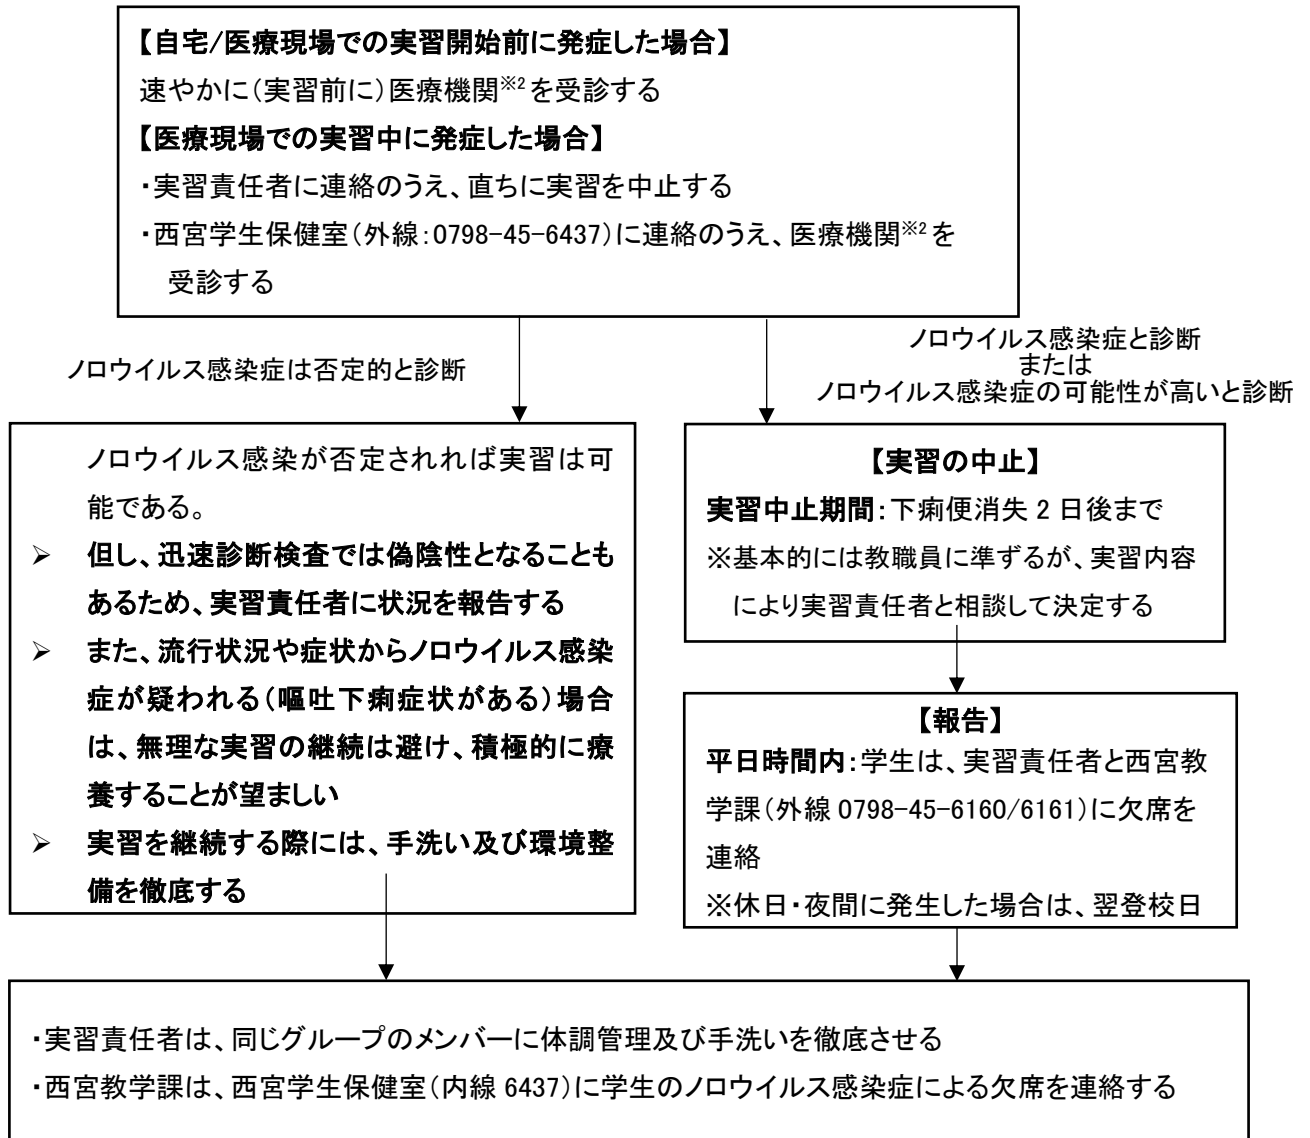 【自宅/医療現場での実習開始前に発症した場合】
速やかに（実習前に）医療機関※2を受診する
【医療現場での実習中に発症した場合】
・実習責任者に連絡のうえ、直ちに実習を中止する
・西宮学生保健室（外線：0798-45-6437）に連絡のうえ、医療機関※2を
受診する
ノロウイルス感染症は否定的と診断
ノロウイルス感染症と診断
または
ノロウイルス感染症の可能性が高いと診断
ノロウイルス感染が否定されれば実習は可
能である。
➢ 但し、迅速診断検査では偽陰性となることも
あるため、実習責任者に状況を報告する
➢ また、流行状況や症状からノロウイルス感染
症が疑われる（嘔吐下痢症状がある）場合
は、無理な実習の継続は避け、積極的に療
養することが望ましい
➢ 実習を継続する際には、手洗い及び環境整
備を徹底する
【実習の中止】
実習中止期間：下痢便消失 2 日後まで
※基本的には教職員に準ずるが、実習内容
により実習責任者と相談して決定する
【報告】
平日時間内：学生は、実習責任者と西宮教
学課（外線 0798-45-6160/6161）に欠席を
連絡
※休日・夜間に発生した場合は、翌登校日
・実習責任者は、同じグループのメンバーに体調管理及び手洗いを徹底させる
・西宮教学課は、西宮学生保健室（内線 6437）に学生のノロウイルス感染症による欠席を連絡する